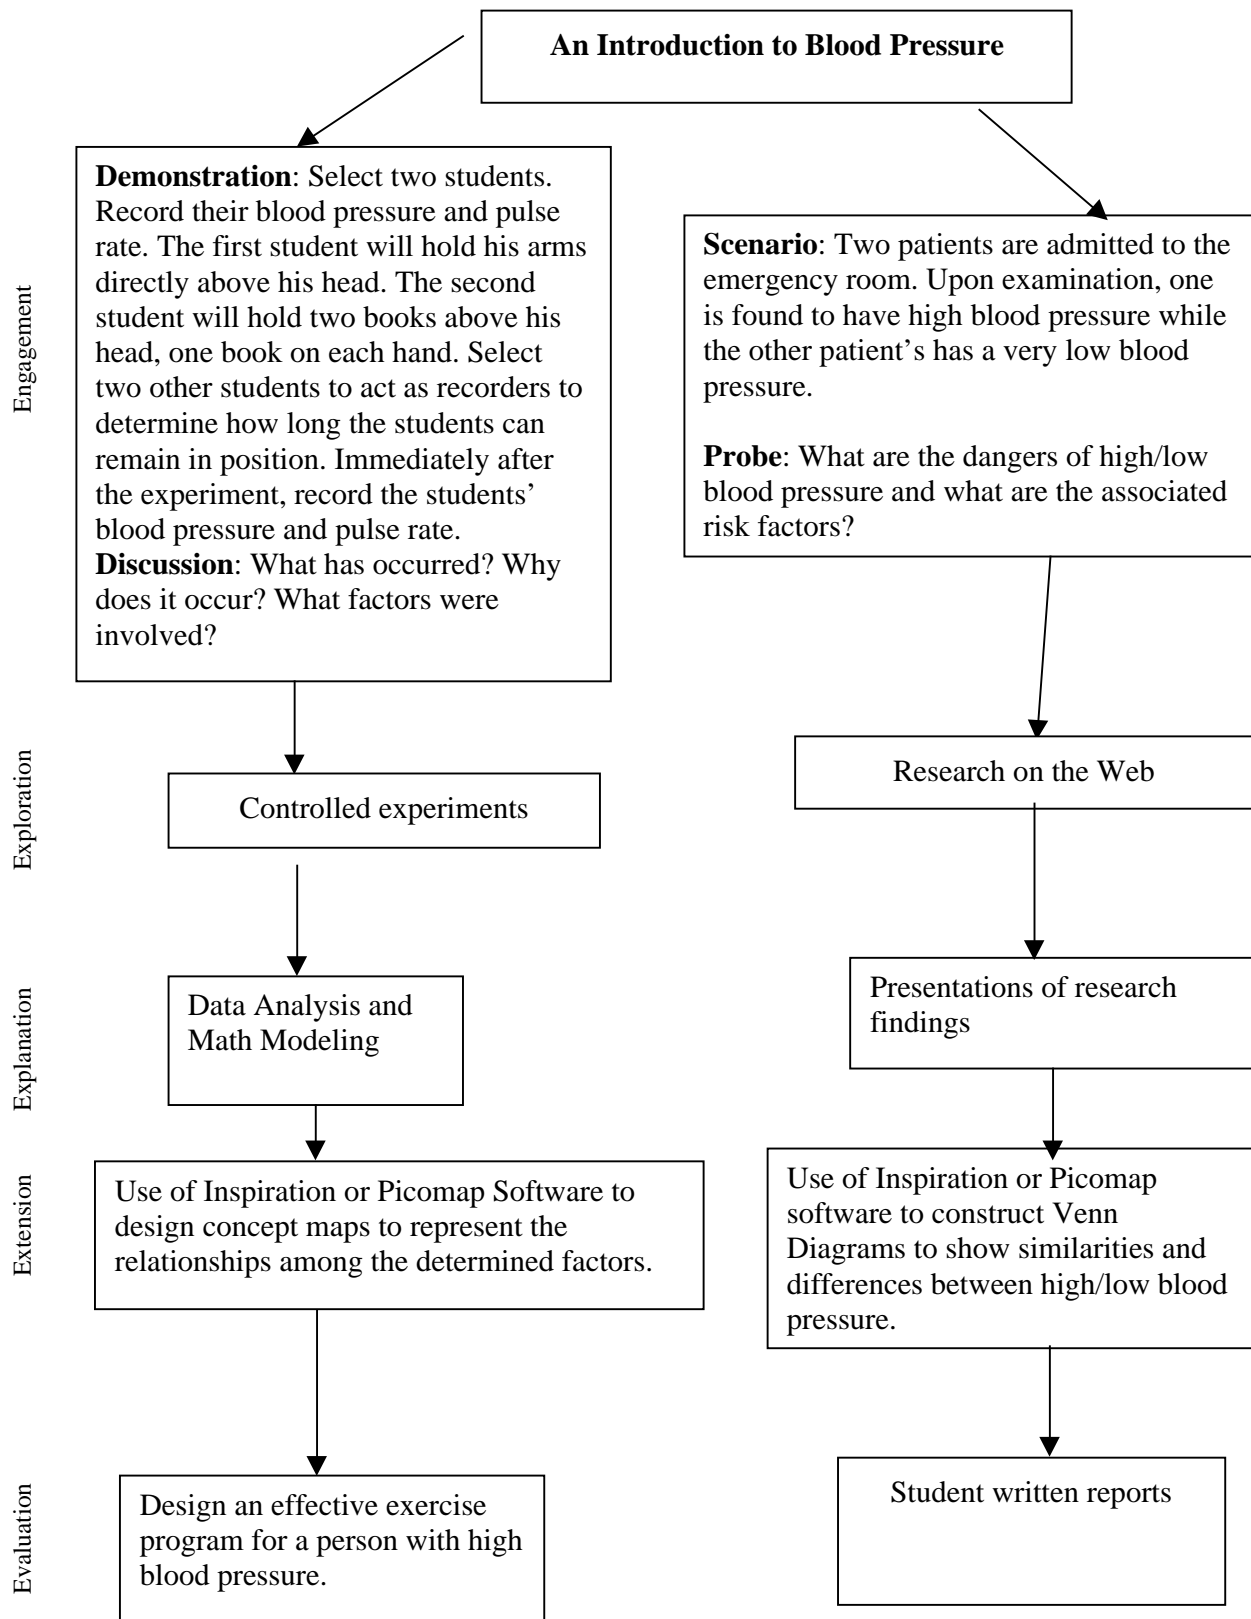 An Introduction to Blood Pressure
Engagement
Demonstration: Select two students.
Record their blood pressure and pulse
rate. The first student will hold his arms
directly above his head. The second
student will hold two books above his
head, one book on each hand. Select
two other students to act as recorders to
determine how long the students can
remain in position. Immediately after
the experiment, record the students’
blood pressure and pulse rate.
Discussion: What has occurred? Why
does it occur? What factors were
involved?
Scenario: Two patients are admitted to the
emergency room. Upon examination, one
is found to have high blood pressure while
the other patient’s has a very low blood
pressure.
Probe: What are the dangers of high/low
blood pressure and what are the associated
risk factors?
Exploration
Controlled experiments
Research on the Web
Explanation
Data Analysis and
Math Modeling
Presentations of research
findings
Extension
Use of Inspiration or Picomap Software to
design concept maps to represent the
relationships among the determined factors.
Use of Inspiration or Picomap
software to construct Venn
Diagrams to show similarities and
differences between high/low blood
pressure.
Evaluation
Design an effective exercise
program for a person with high
blood pressure.
Student written reports